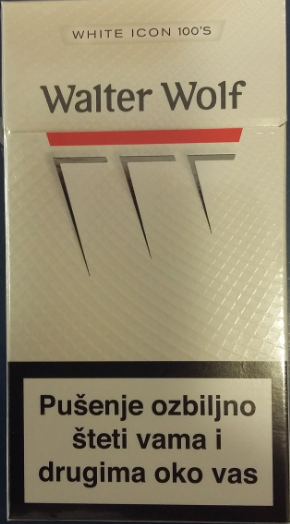 WHITE ICON 100'S
Walter Wolf
Pušenje ozbiljno
šteti vama i
drugima oko vas